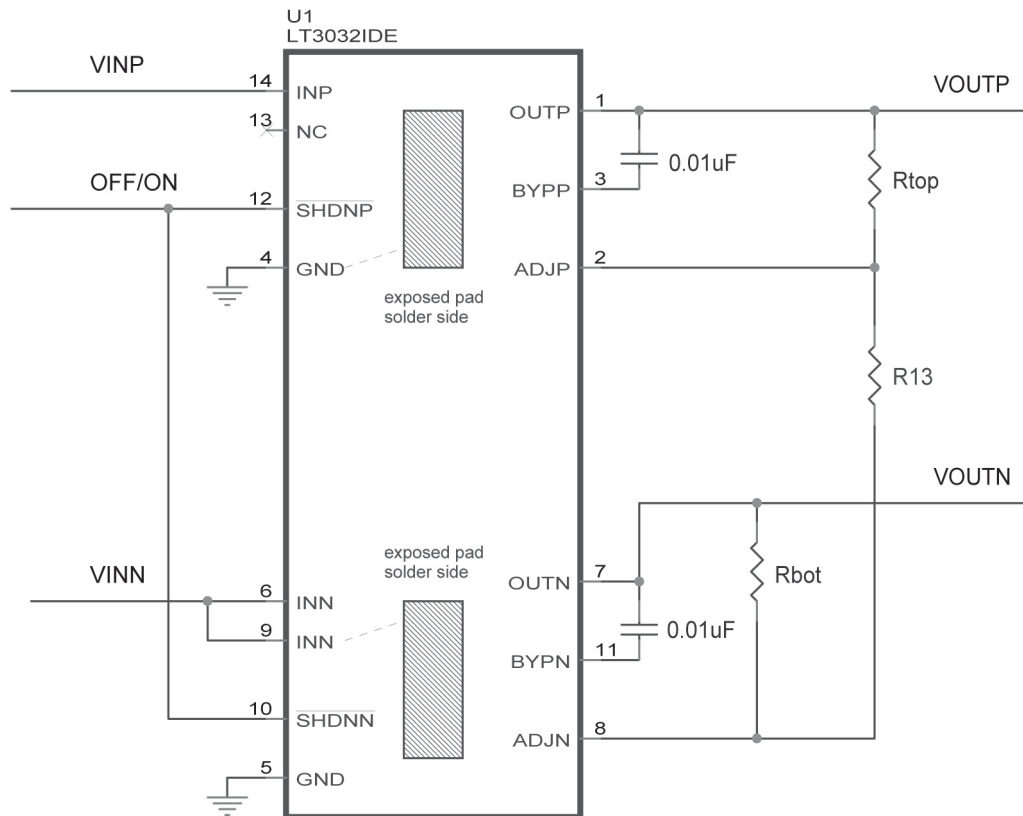 U1
LT3032IDE
VINP
14
INP
13
NC
OFF/ON
12
SHDNP
4
GND
exposed pad
solder side
OUTP
1
VOUTP
0.01uF
BYPP
3
Rtop
ADJP
2
R13
VOUTN
exposed pad
solder side
VINN
6
INN
9
INN
OUTN
7
Rbot
0.01uF
BYPN
11
10
SHDNN
ADJN
8
5
GND